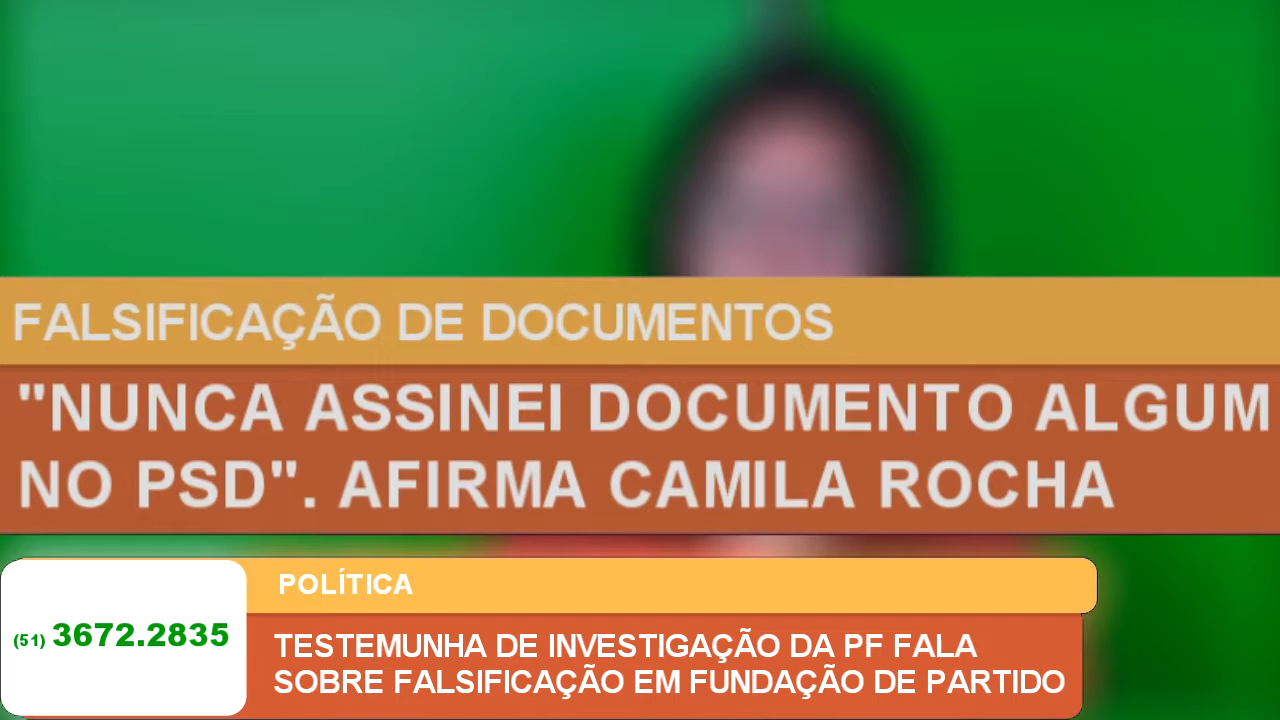 FALSIFICAÇÃO DE DOCUMENTOS
"NUNCA ASSINEI DOCUMENTO ALGUM
NO PSD". AFIRMA CAMILA ROCHA
POLÍTICA
(51) 3672.2835
TESTEMUNHA DE INVESTIGAÇÃO DA PF FALA
SOBRE FALSIFICAÇÃO EM FUNDAÇÃO DE PARTIDO